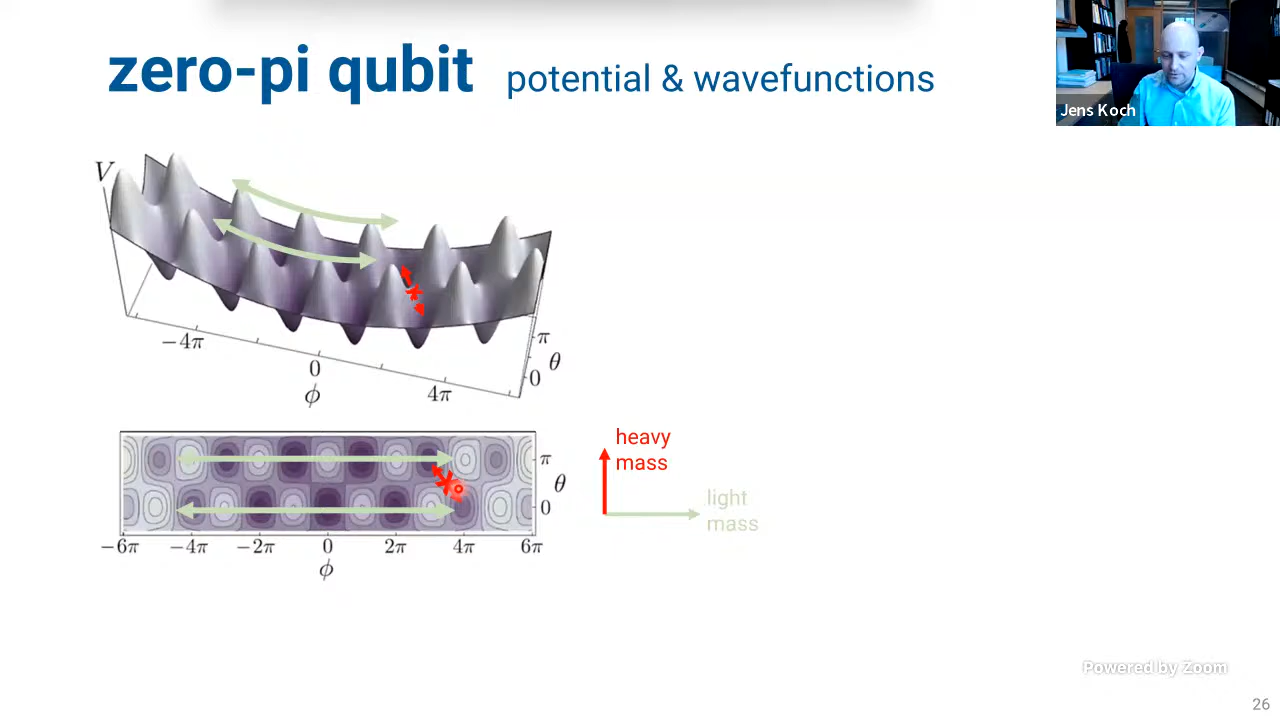 zero-pi qubit potential & wavefunctions
Jens Koch
V
−4π
0
4π
ϕ
π
θ
0
heavy
mass
π
θ
0
light
mass
−6π −4π −2π 0 2π 4π 6π
ϕ
Powered by Zoom
26